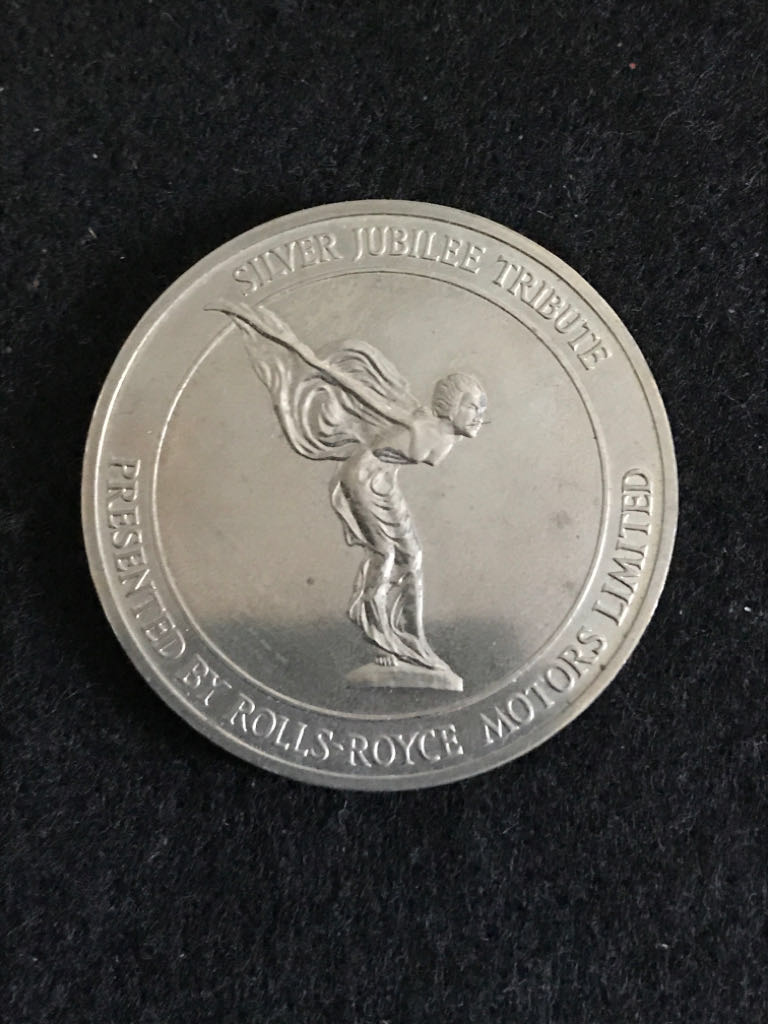 SILVER JUBILEE TRIBUTE
PRESENTED BY ROLLS-ROYCE MOTORS LIMITED